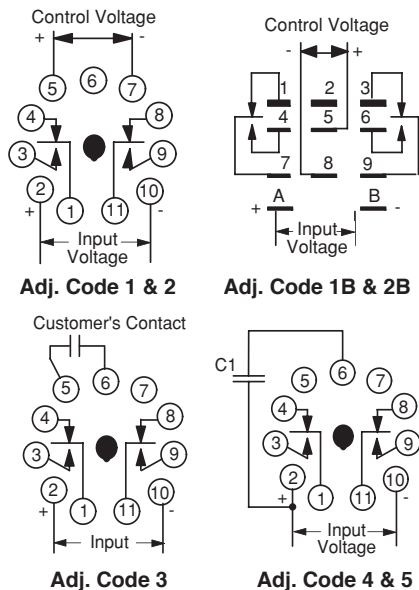 Control Voltage
+ -
5 6 7
4 8
3 9
2 10
1 11
+ -
Input
Voltage
Adj. Code 1 & 2
Control Voltage
- +
1 2 3
4 5 6
7 8 9
A B
+ -
Input
Voltage
Adj. Code 1B & 2B
Customer's Contact
5 6 7
4 8
3 9
2 10
1 11
+ -
Input
Adj. Code 3
C1
5 6 7
4 8
3 9
2 10
1 11
+ -
Input
Voltage
Adj. Code 4 & 5